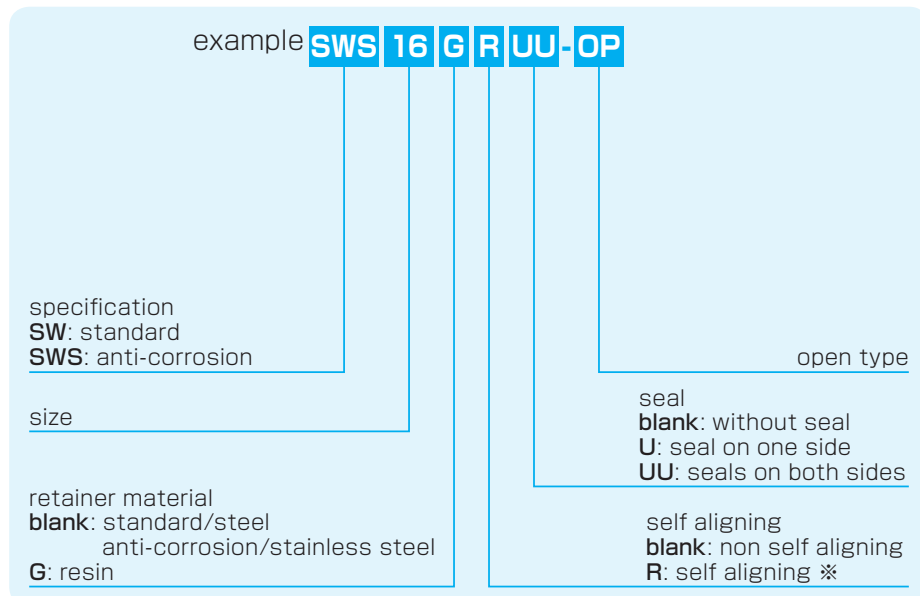 example SWS 16 G R UU - OP
specification
SW: standard
SWS: anti-corrosion
size
retainer material
blank: standard/steel
anti-corrosion/stainless steel
G: resin
open type
seal
blank: without seal
U: seal on one side
UU: seals on both sides
self aligning
blank: non self aligning
R: self aligning ※